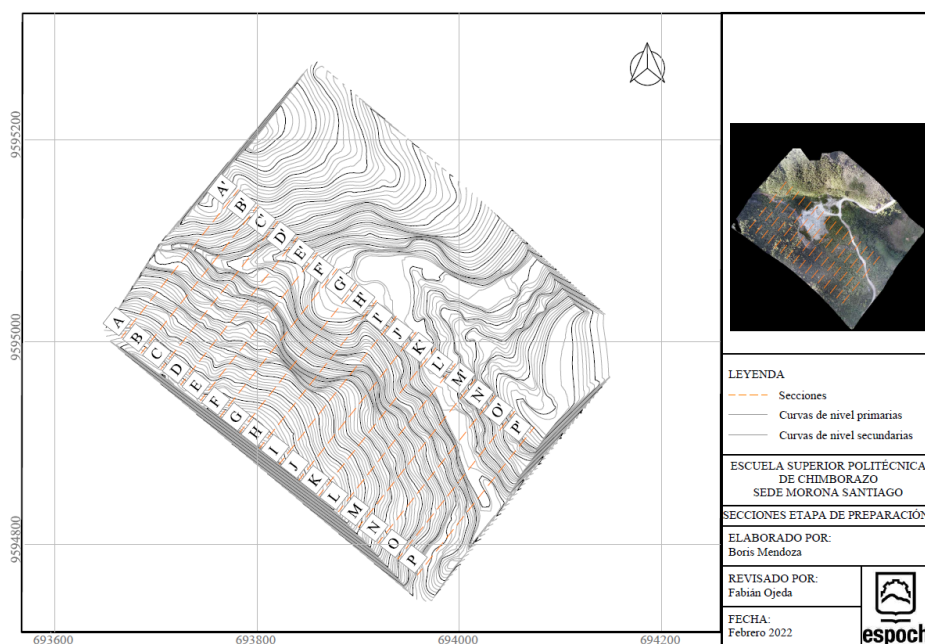 9595200
9595000
9594800
693600
693800
694000
694200
A'
B'
C'
D'
E'
F'
G'
H'
I'
J'
K'
L'
M'
N'
O'
P'
A
B
C
D
E
F
G
H
I
J
K
L
M
N
O
P
LEYENDA
Secciones
Curvas de nivel primarias
Curvas de nivel secundarias
ESCUELA SUPERIOR POLITÉCNICA
DE CHIMBORAZO
SEDE MORONA SANTIAGO
SECCIONES ETAPA DE PREPARACIÓN
ELABORADO POR:
Boris Mendoza
REVISADO POR:
Fabián Ojeda
FECHA:
Febrero 2022
espoch